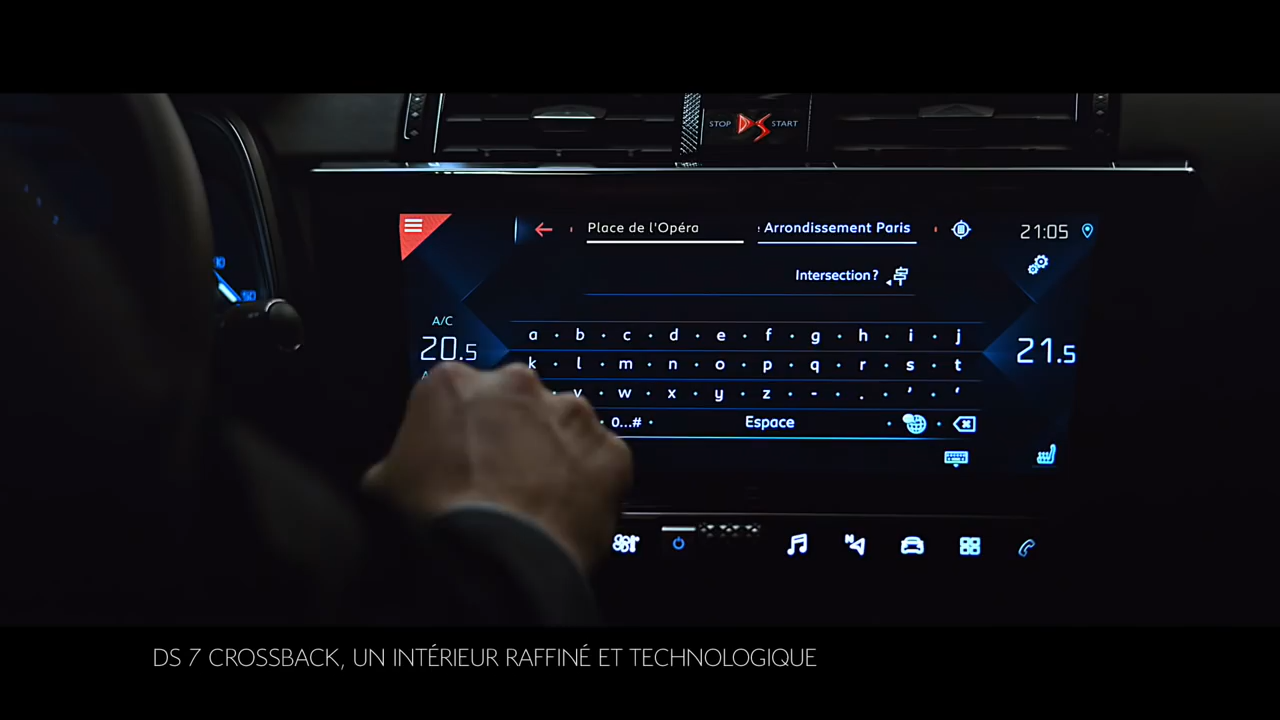 STOP DS START
Place de l'Opéra
Arrondissement Paris
21:05
Intersection?
A/C
20.5
21.5
a b c d e f g h i j
k l m n o p q r s t
v w x y z - . ' ‘
0...#
Espace
N
DS 7 CROSSBACK, UN INTÉRIEUR RAFFINÉ ET TECHNOLOGIQUE